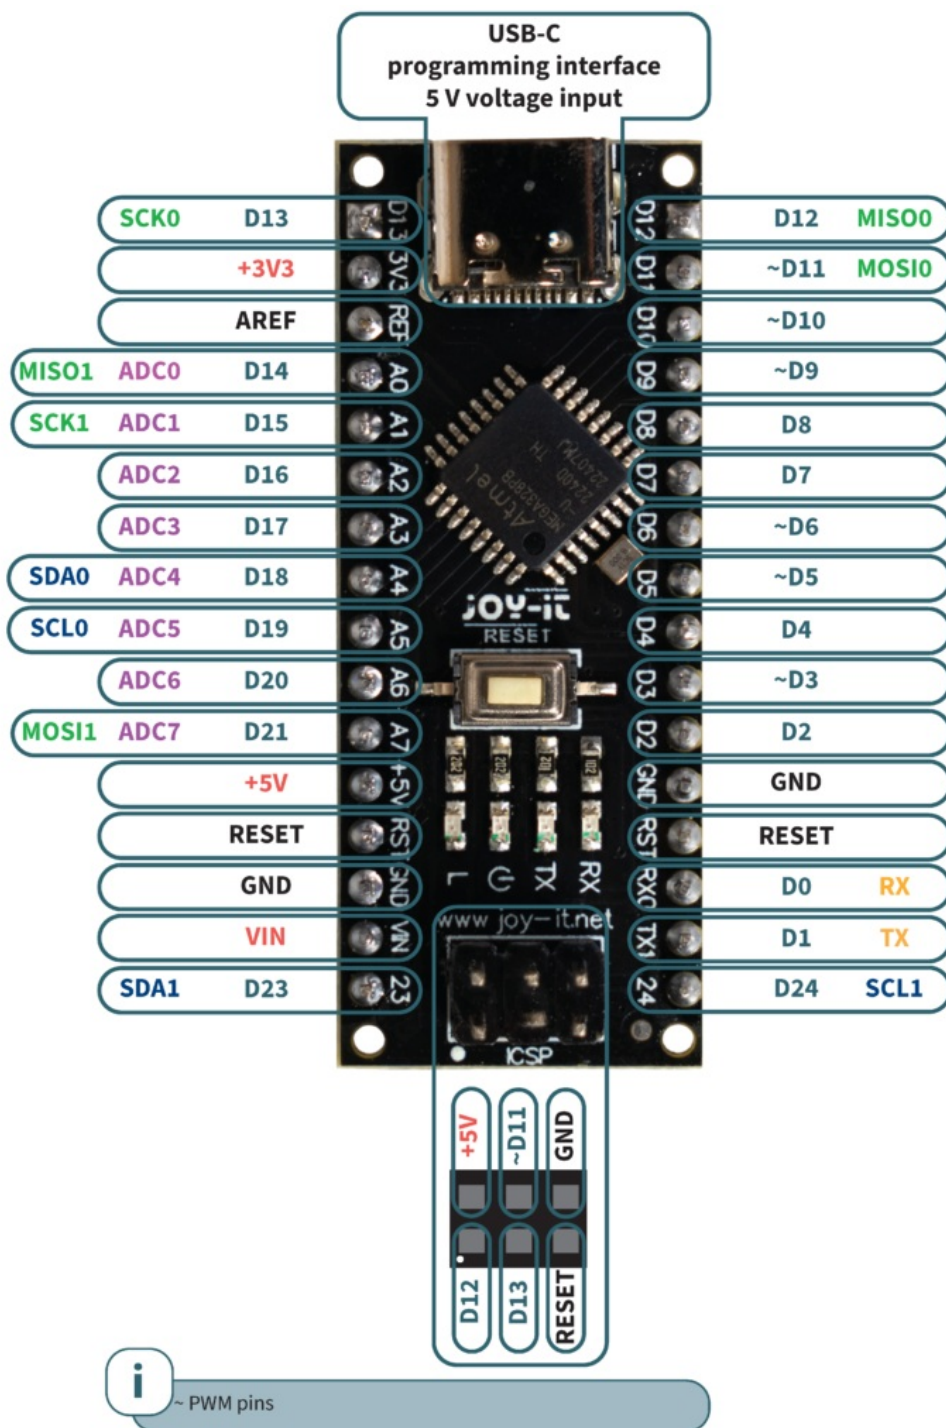 USB-C
programming interface
5 V voltage input
SCK0 D13 D13 D12 D12 MISO0
+3V3 3V3 D11 ~D11 MOSI0
AREF REF D10 ~D10
MISO1 ADC0 D14 A0 D9 ~D9
SCK1 ADC1 D15 A1 D8 D8
ADC2 D16 A2 D7 D7
ADC3 D17 A3 D6 ~D6
SDA0 ADC4 D18 A4 D5 ~D5
SCL0 ADC5 D19 A5 D4 D4
ADC6 D20 A6 D3 ~D3
MOSI1 ADC7 D21 A7 D2 D2
+5V +5V GND GND
RESET RST RST RESET
GND GND RX0 D0 RX
VIN VIN TX1 D1 TX
SDA1 D23 23 24 D24 SCL1
Atmel
MEGA328PB
-U
2240D TH
joy-it
RESET
202 202 102
L TX RX
www.joy-it.net
ICSP
+5V ~D11 GND
D12 D13 RESET
i
~ PWM pins